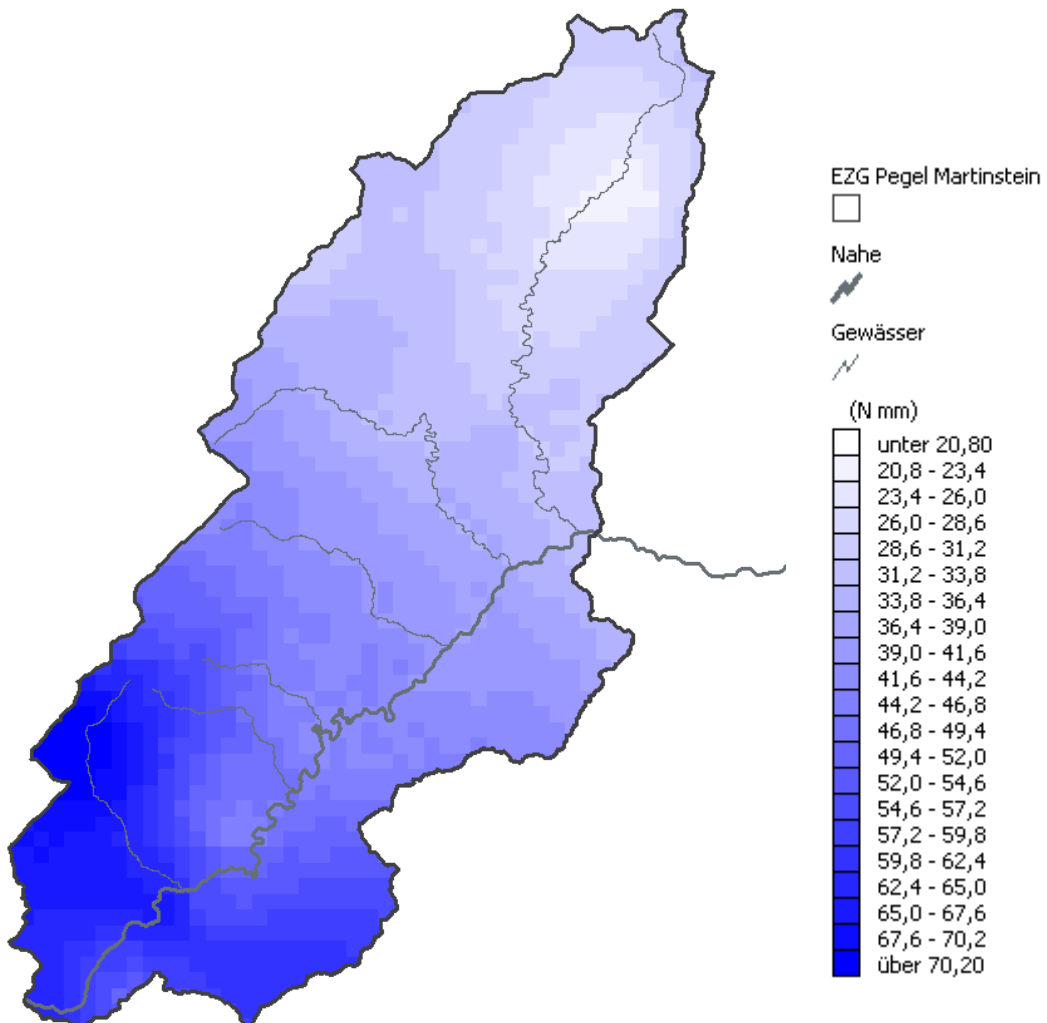 EZG Pegel Martinstein
Nahe
Gewässer
(N mm)
unter 20,80
20,8 - 23,4
23,4 - 26,0
26,0 - 28,6
28,6 - 31,2
31,2 - 33,8
33,8 - 36,4
36,4 - 39,0
39,0 - 41,6
41,6 - 44,2
44,2 - 46,8
46,8 - 49,4
49,4 - 52,0
52,0 - 54,6
54,6 - 57,2
57,2 - 59,8
59,8 - 62,4
62,4 - 65,0
65,0 - 67,6
67,6 - 70,2
über 70,20